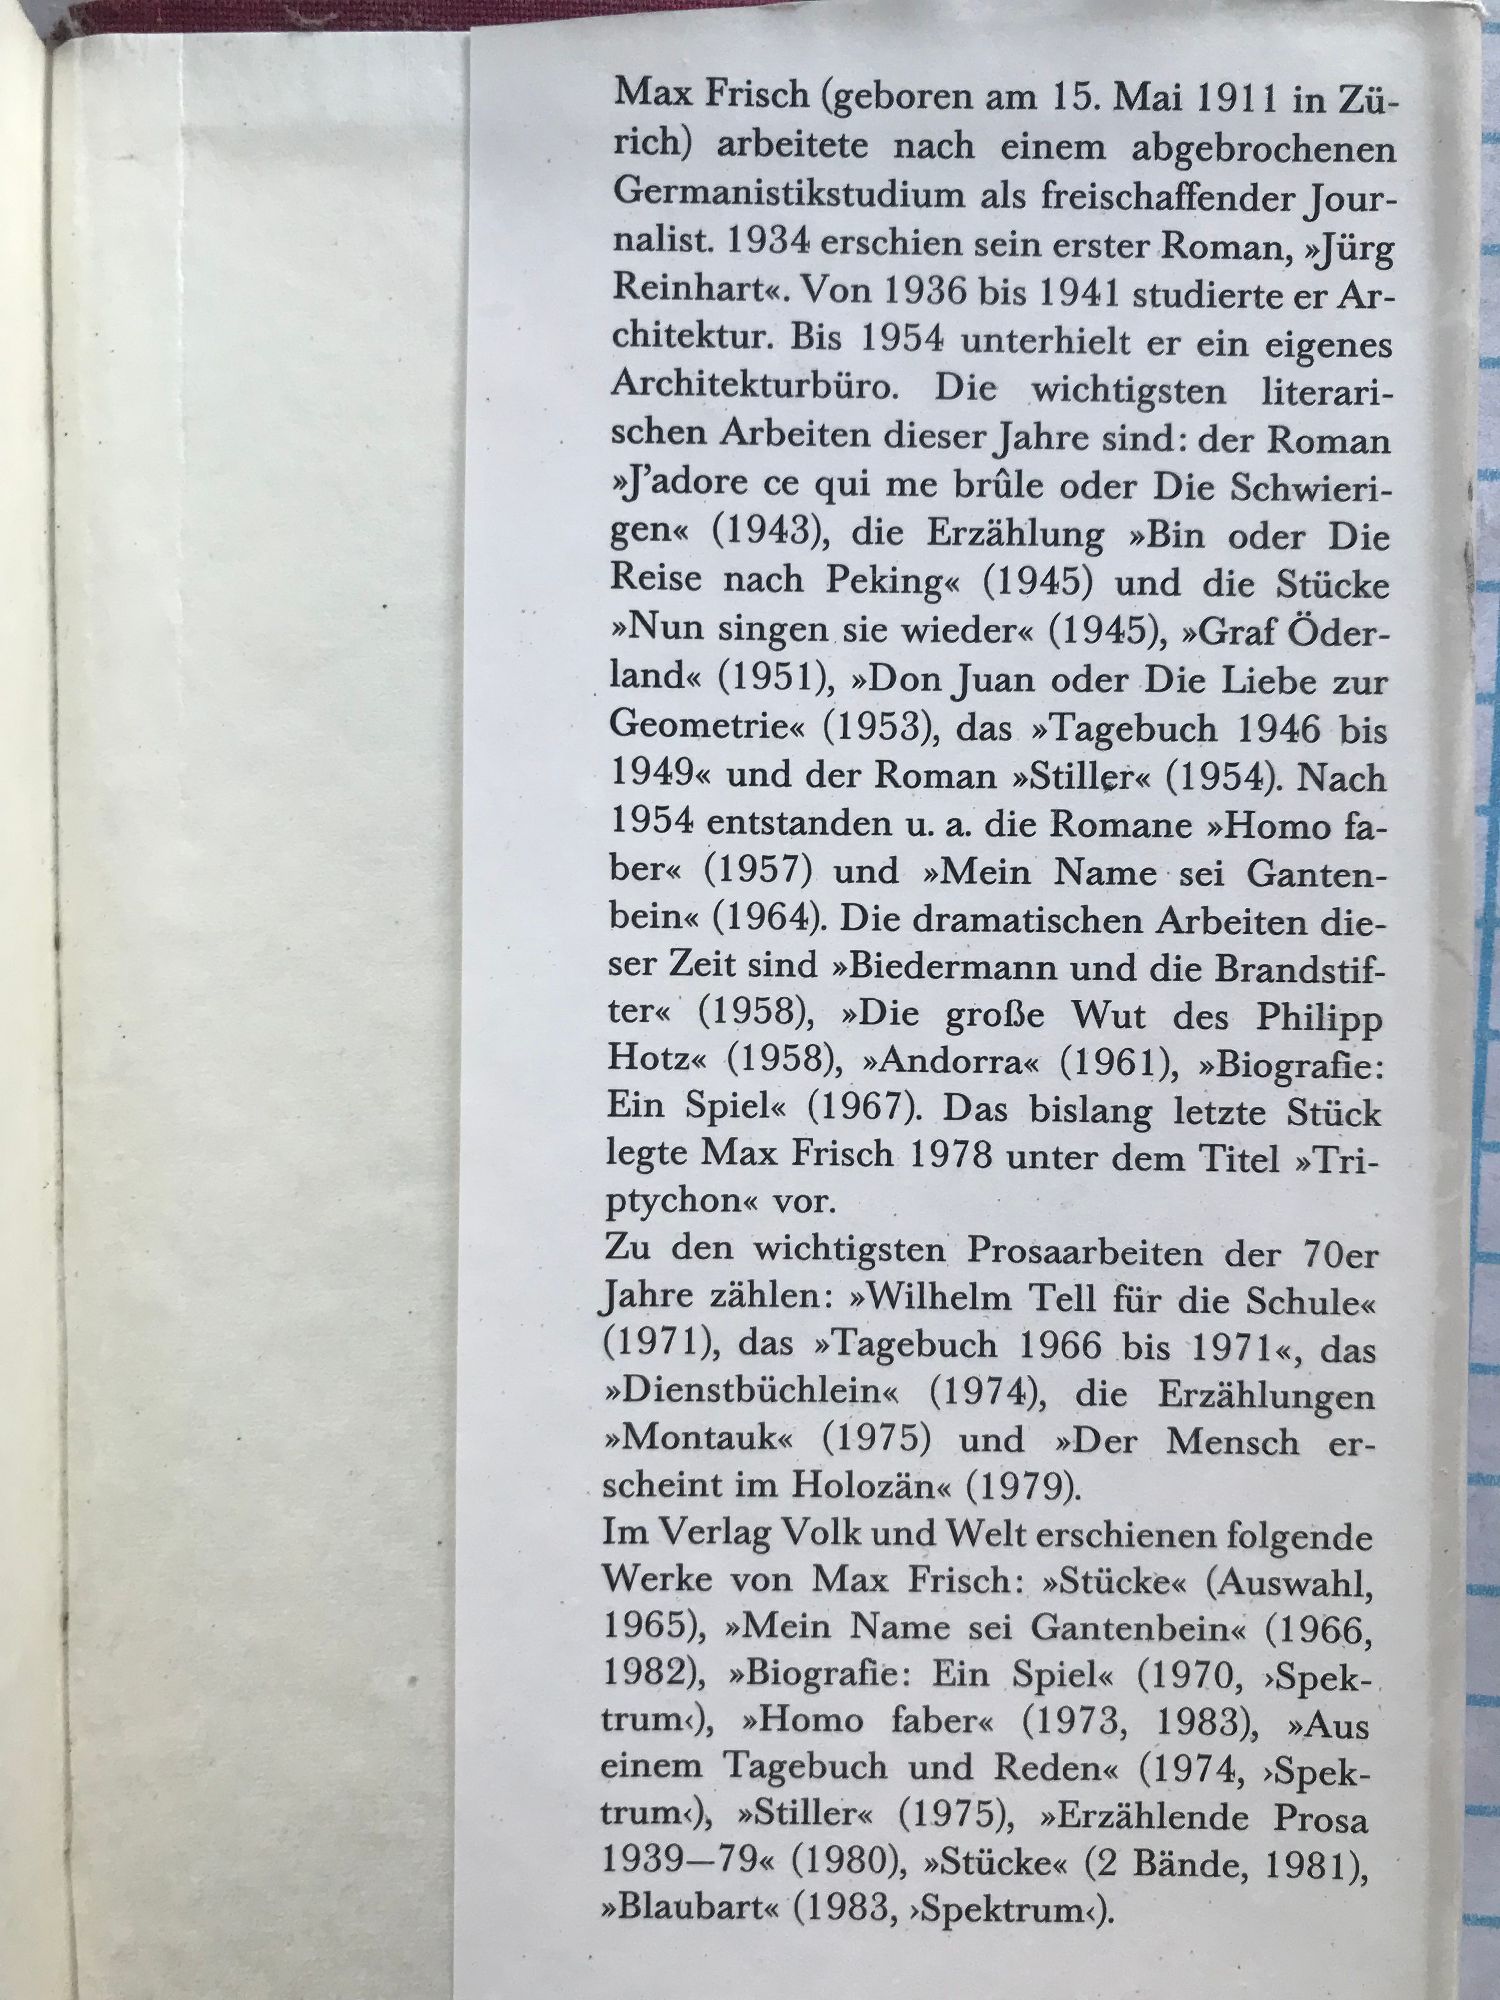 Max Frisch (geboren am 15. Mai 1911 in Zü-
rich) arbeitete nach einem abgebrochenen
Germanistikstudium als freischaffender Jour-
nalist. 1934 erschien sein erster Roman, »Jürg
Reinhart«. Von 1936 bis 1941 studierte er Ar-
chitektur. Bis 1954 unterhielt er ein eigenes
Architekturbüro. Die wichtigsten literari-
schen Arbeiten dieser Jahre sind: der Roman
»J’adore ce qui me brûle oder Die Schwieri-
gen« (1943), die Erzählung »Bin oder Die
Reise nach Peking« (1945) und die Stücke
»Nun singen sie wieder« (1945), »Graf Öder-
land« (1951), »Don Juan oder Die Liebe zur
Geometrie« (1953), das »Tagebuch 1946 bis
1949« und der Roman »Stiller« (1954). Nach
1954 entstanden u. a. die Romane »Homo fa-
ber« (1957) und »Mein Name sei Ganten-
bein« (1964). Die dramatischen Arbeiten die-
ser Zeit sind »Biedermann und die Brandstif-
ter« (1958), »Die große Wut des Philipp
Hotz« (1958), »Andorra« (1961), »Biografie:
Ein Spiel« (1967). Das bislang letzte Stück
legte Max Frisch 1978 unter dem Titel »Tri-
ptychon« vor.
Zu den wichtigsten Prosaarbeiten der 70er
Jahre zählen: »Wilhelm Tell für die Schule«
(1971), das »Tagebuch 1966 bis 1971«, das
»Dienstbüchlein« (1974), die Erzählungen
»Montauk« (1975) und »Der Mensch er-
scheint im Holozän« (1979).
Im Verlag Volk und Welt erschienen folgende
Werke von Max Frisch: »Stücke« (Auswahl,
1965), »Mein Name sei Gantenbein« (1966,
1982), »Biografie: Ein Spiel« (1970, ›Spek-
trum‹), »Homo faber« (1973, 1983), »Aus
einem Tagebuch und Reden« (1974, ›Spek-
trum‹), »Stiller« (1975), »Erzählende Prosa
1939–79« (1980), »Stücke« (2 Bände, 1981),
»Blaubart« (1983, ›Spektrum‹).